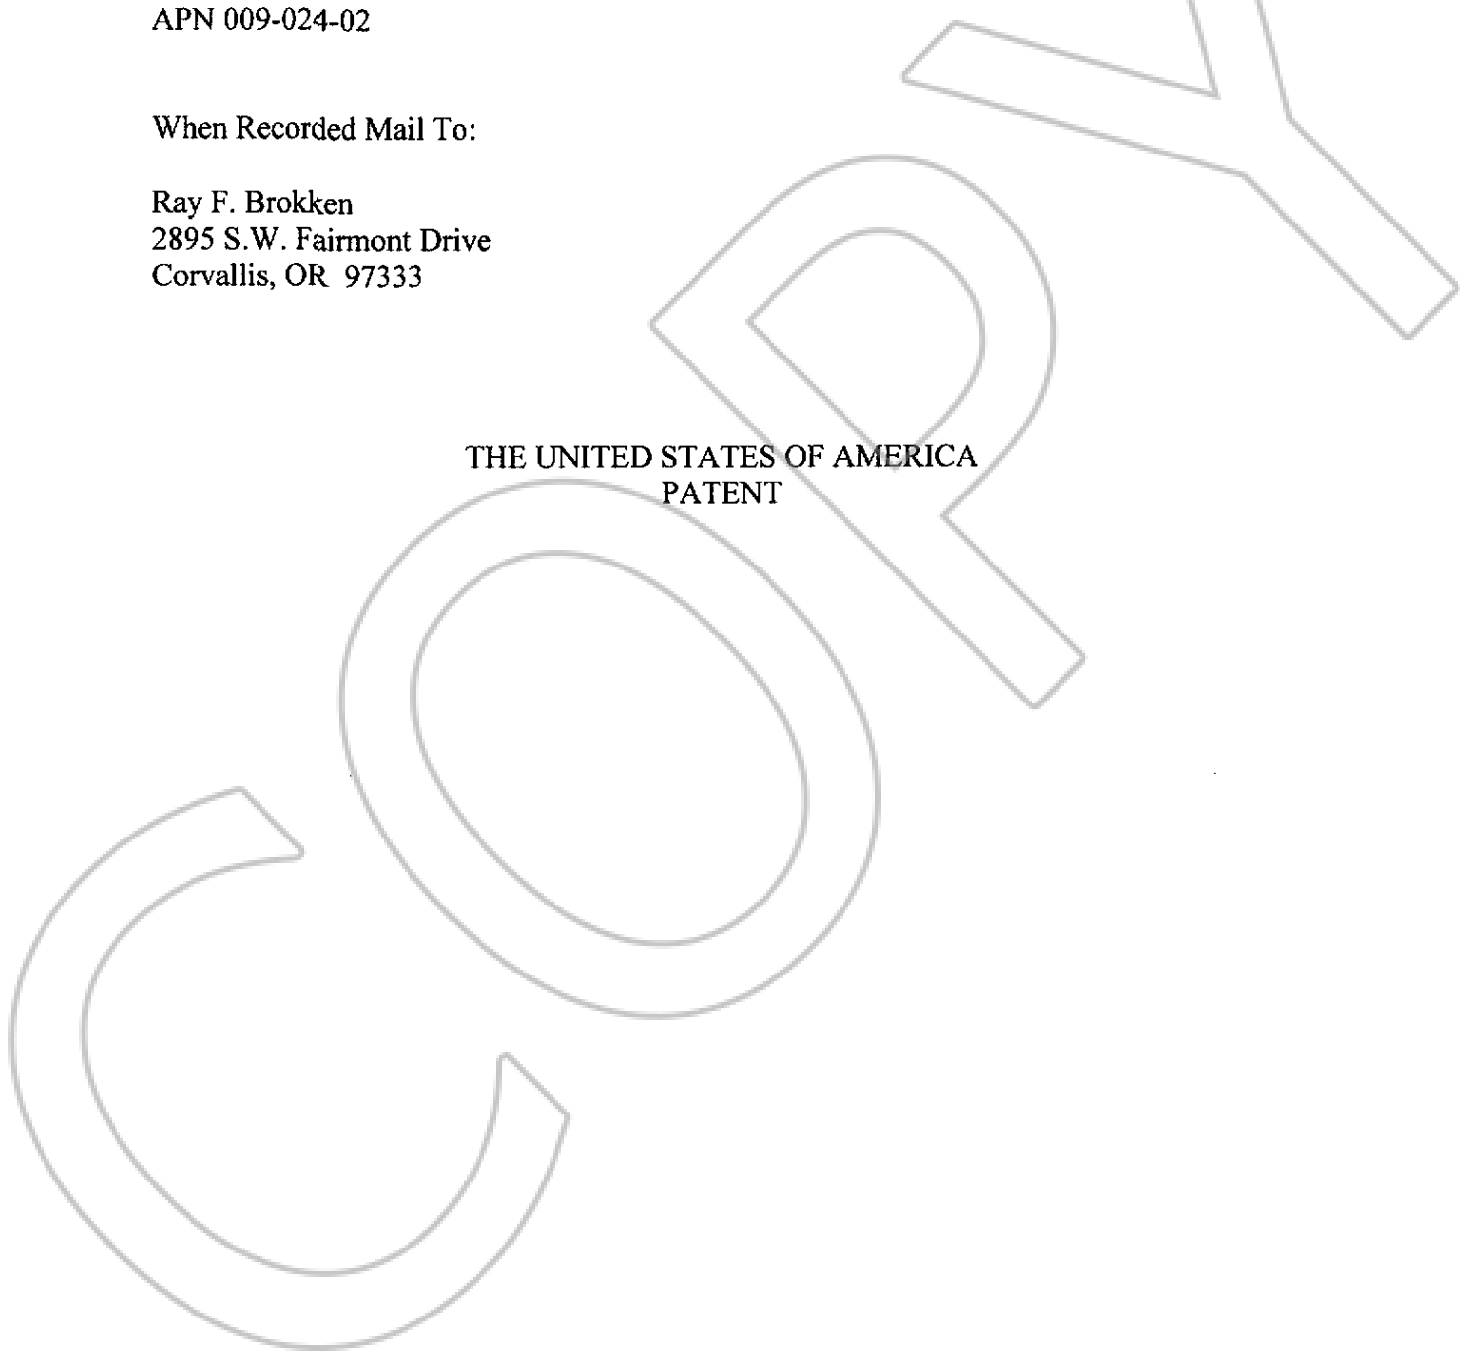 APN 009-024-02
When Recorded Mail To:
Ray F. Brokken
2895 S.W. Fairmont Drive
Corvallis, OR 97333
THE UNITED STATES OF AMERICA
PATENT
COPY